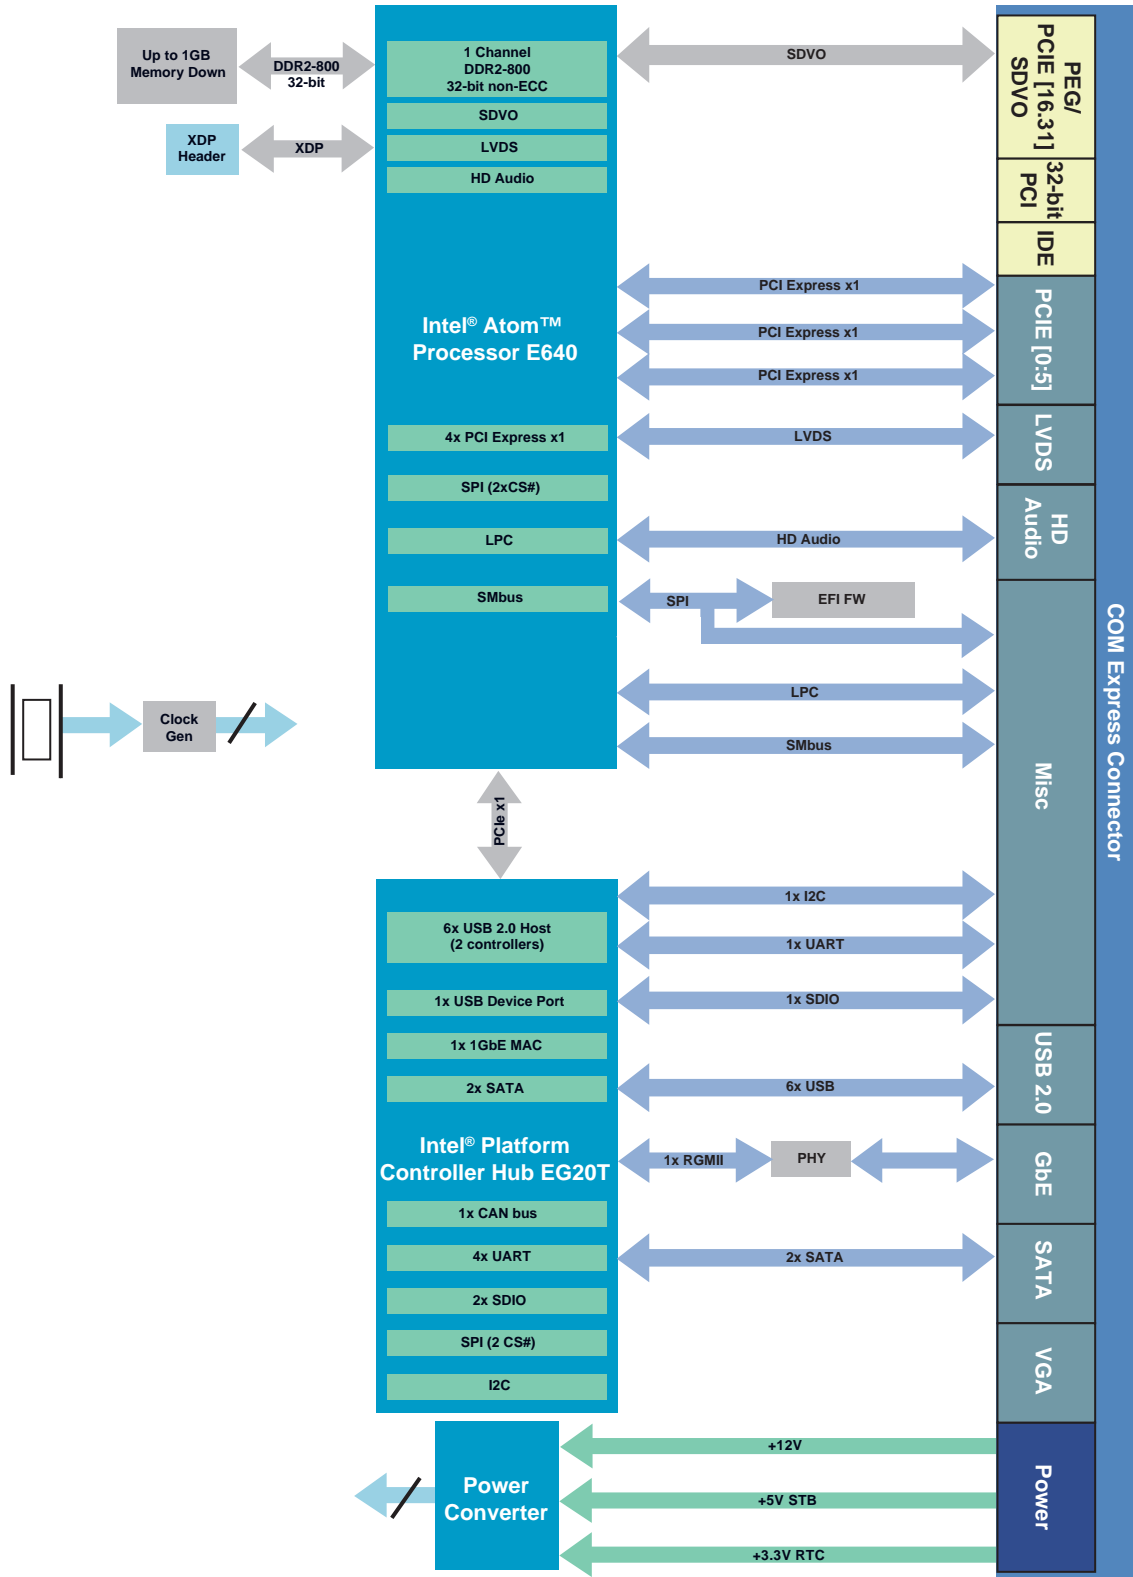 Up to 1GB
Memory Down
DDR2-800
32-bit
1 Channel
DDR2-800
32-bit non-ECC
SDVO
XDP
Header
XDP
SDVO
LVDS
HD Audio
PEG/
PCIE [16.31]
SDVO
32-bit
PCI
IDE
Intel® Atom™
Processor E640
PCI Express x1
PCI Express x1
PCI Express x1
PCIE [0:5]
4x PCI Express x1
LVDS
LVDS
SPI (2xCS#)
LPC
HD Audio
HD
Audio
SMbus
SPI
EFI FW
COM Express Connector
LPC
SMbus
Misc
Clock
Gen
PCIe x1
6x USB 2.0 Host
(2 controllers)
1x I2C
1x UART
1x USB Device Port
1x SDIO
1x 1GbE MAC
2x SATA
6x USB
USB 2.0
Intel® Platform
Controller Hub EG20T
1x RGMII
PHY
GbE
1x CAN bus
4x UART
2x SATA
SATA
2x SDIO
SPI (2 CS#)
I2C
VGA
Power
Converter
+12V
+5V STB
+3.3V RTC
Power